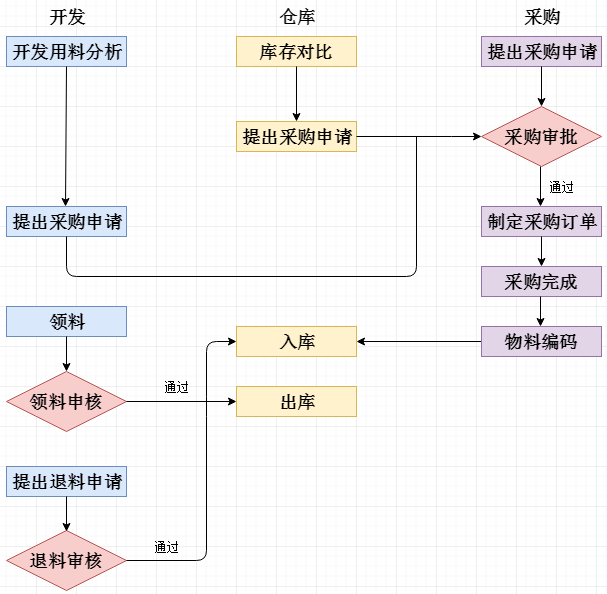 开发
仓库
采购
开发用料分析
库存对比
提出采购申请
提出采购申请
采购审批
通过
提出采购申请
制定采购订单
采购完成
领料
入库
物料编码
通过
领料审核
出库
提出退料申请
通过
退料审核